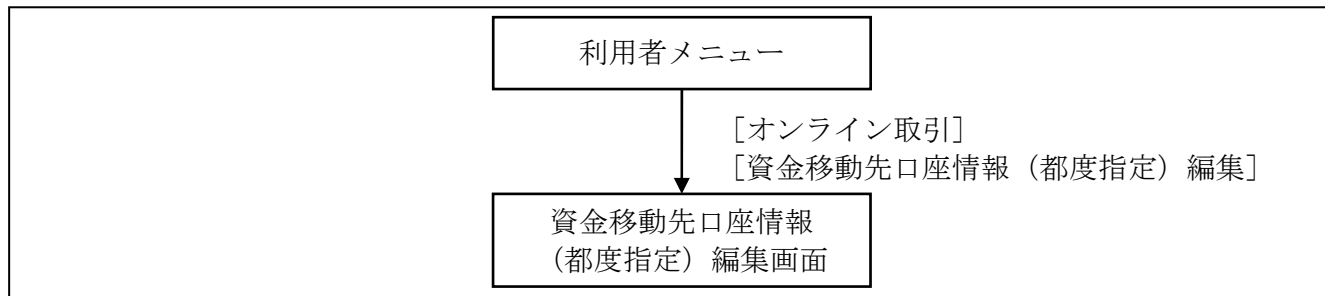 利用者メニュー
［オンライン取引］
［資金移動先口座情報（都度指定）編集］
資金移動先口座情報
（都度指定）編集画面